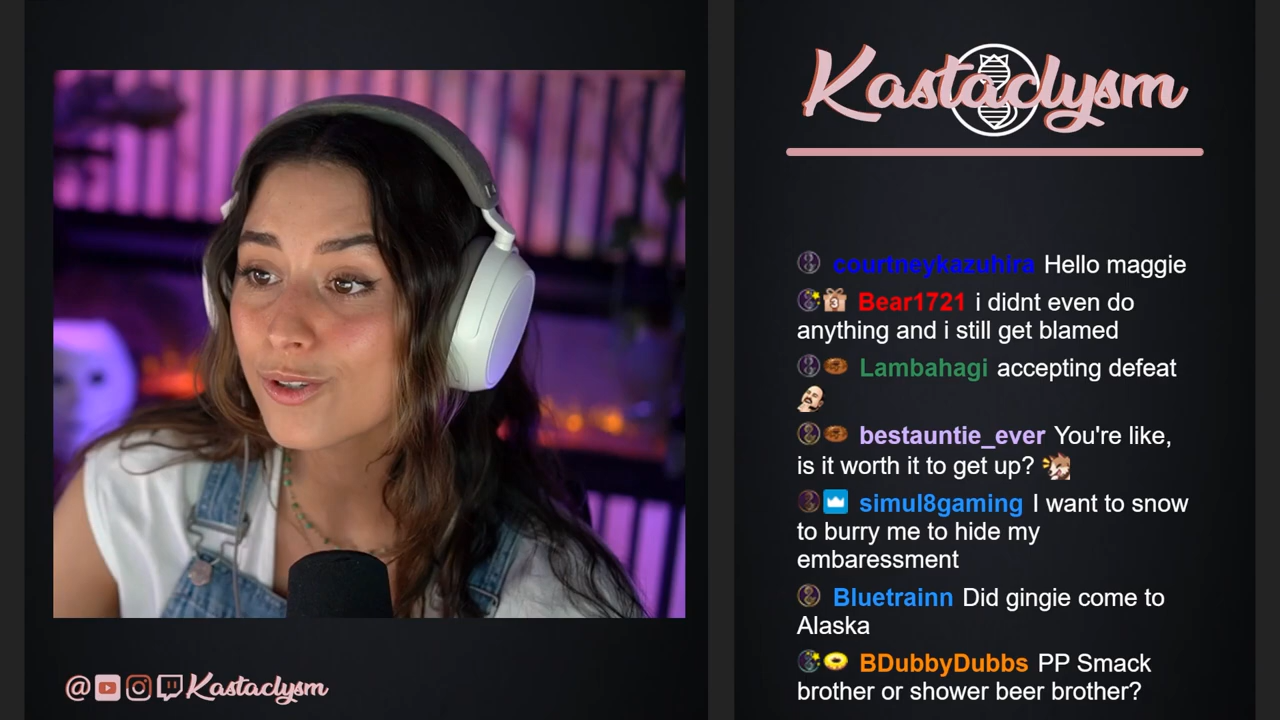 Kastaclysm
courtneykazuhira Hello maggie
Bear1721 i didnt even do
anything and i still get blamed
Lambahagi accepting defeat
bestauntie_ever You're like,
is it worth it to get up?
simul8gaming I want to snow
to burry me to hide my
embaressment
Bluetrainn Did gingie come to
Alaska
BDubbyDubbs PP Smack
brother or shower beer brother?
@ Kastaclysm